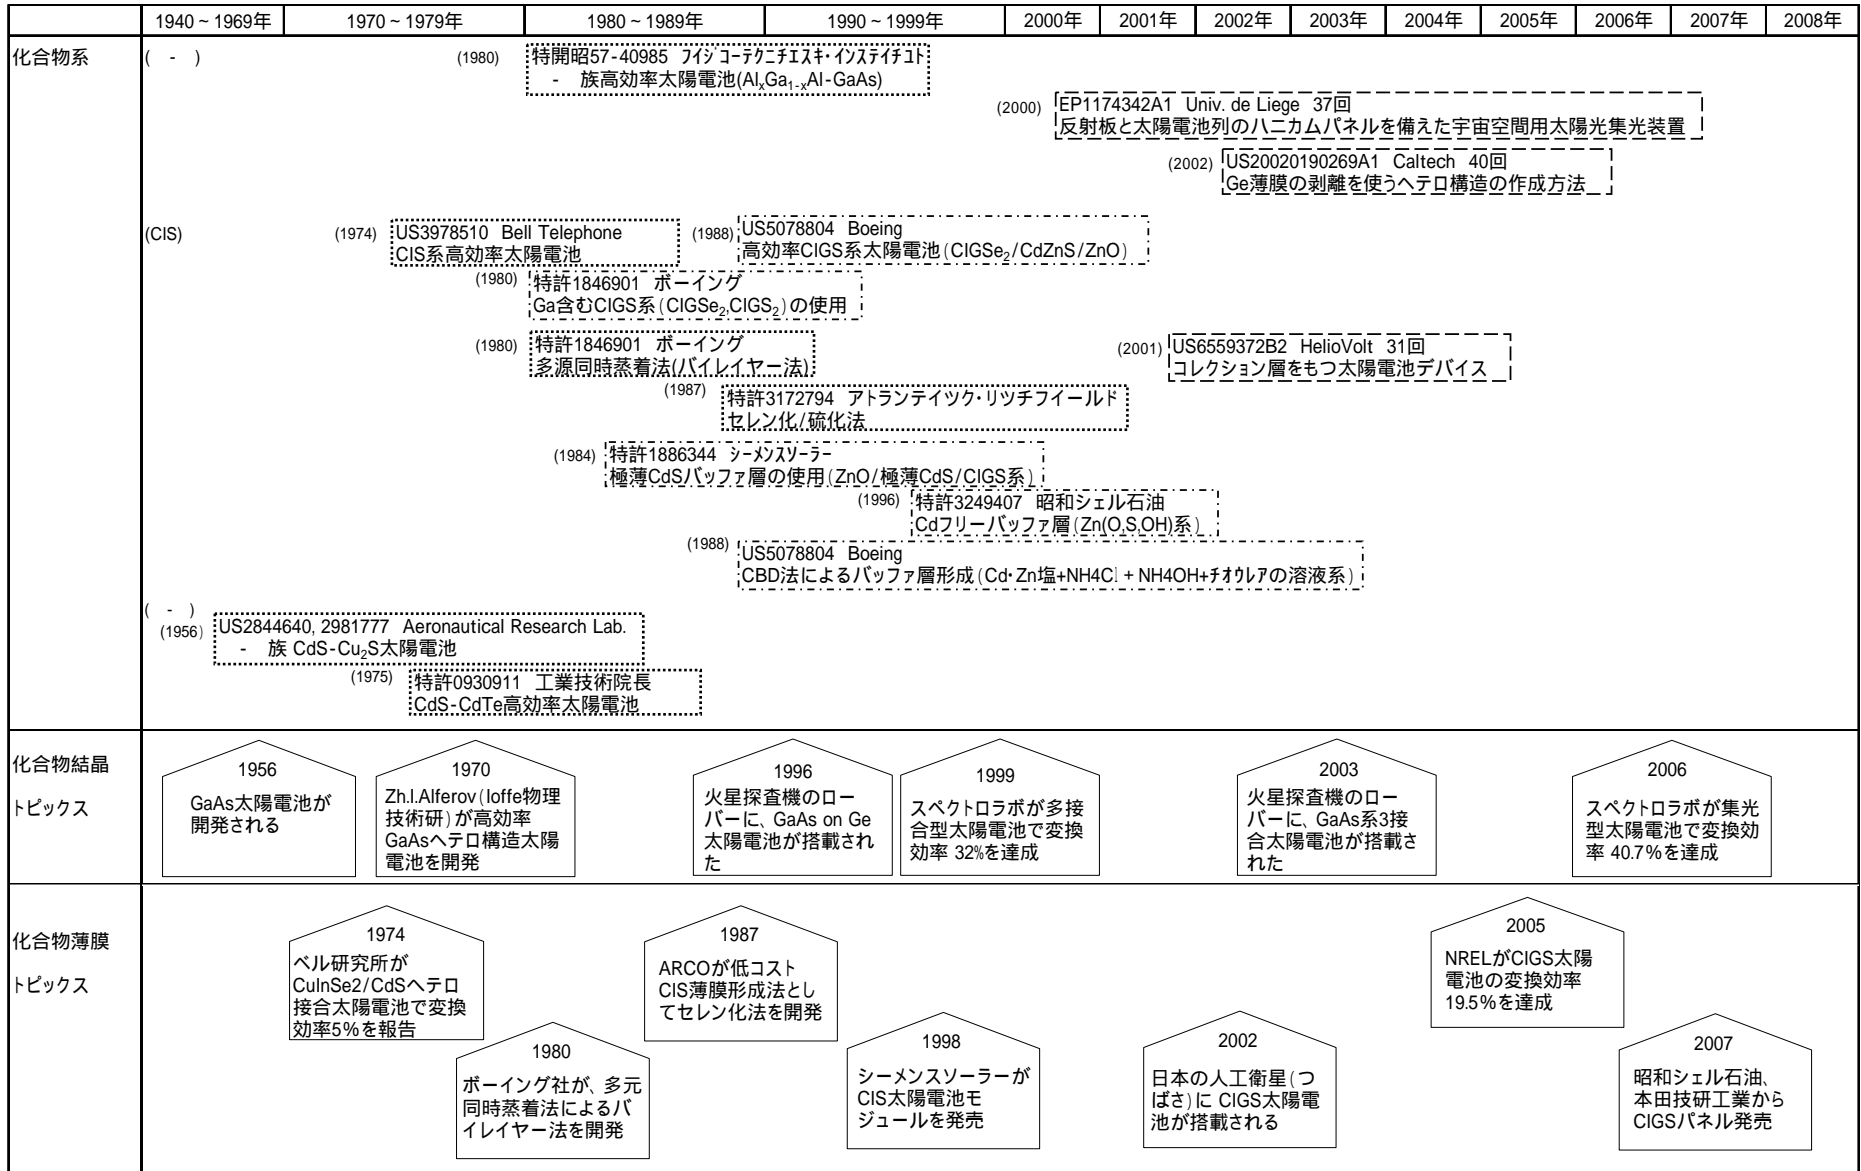 1940～1969年 1970～1979年 1980～1989年 1990～1999年 2000年 2001年 2002年 2003年 2004年 2005年 2006年 2007年 2008年
化合物系
( - )
(1980)
特開昭57-40985 フイジコーテクニチエスキ・インステイチユト
- 族高効率太陽電池(AlxGa1-xAl-GaAs)
(2000)
EP1174342A1 Univ. de Liege 37回
反射板と太陽電池列のハニカムパネルを備えた宇宙空間用太陽光集光装置
(2002)
US20020190269A1 Caltech 40回
Ge薄膜の剥離を使うヘテロ構造の作成方法
(CIS)
(1974)
US3978510 Bell Telephone
CIS系高効率太陽電池
(1988)
US5078804 Boeing
高効率CIGS系太陽電池(CIGSe2/CdZnS/ZnO)
(1980)
特許1846901 ボーイング
Ga含むCIGS系(CIGSe2,CIGS2)の使用
(1980)
特許1846901 ボーイング
多源同時蒸着法(バイレイヤー法)
(2001)
US6559372B2 HelioVolt 31回
コレクション層をもつ太陽電池デバイス
(1987)
特許3172794 アトランテイツク・リツチフイールド
セレン化/硫化法
(1984)
特許1886344 シーメンスソーラー
極薄CdSバッファ層の使用(ZnO/極薄CdS/CIGS系)
(1996)
特許3249407 昭和シェル石油
Cdフリーバッファ層(Zn(O,S,OH)系)
(1988)
US5078804 Boeing
CBD法によるバッファ層形成(Cd・Zn塩+NH4Cl + NH4OH+チオウレアの溶液系)
( - )
(1956)
US2844640, 2981777 Aeronautical Research Lab.
- 族 CdS-Cu2S太陽電池
(1975)
特許0930911 工業技術院長
CdS-CdTe高効率太陽電池
化合物結晶
トピックス
1956
GaAs太陽電池が
開発される
1970
Zh.I.Alferov(Ioffe物理
技術研)が高効率
GaAsヘテロ構造太陽
電池を開発
1996
火星探査機のロー
バーに、GaAs on Ge
太陽電池が搭載され
た
1999
スペクトロラボが多接
合型太陽電池で変換
効率 32%を達成
2003
火星探査機のロー
バーに、GaAs系3接
合太陽電池が搭載さ
れた
2006
スペクトロラボが集光
型太陽電池で変換効
率 40.7%を達成
化合物薄膜
トピックス
1974
ベル研究所が
CuInSe2/CdSヘテロ
接合太陽電池で変換
効率5%を報告
1980
ボーイング社が、多元
同時蒸着法によるバ
イレイヤー法を開発
1987
ARCOが低コスト
CIS薄膜形成法とし
てセレン化法を開発
1998
シーメンスソーラーが
CIS太陽電池モ
ジュールを発売
2002
日本の人工衛星(つ
ばさ)に CIGS太陽電
池が搭載される
2005
NRELがCIGS太陽
電池の変換効率
19.5%を達成
2007
昭和シェル石油、
本田技研工業から
CIGSパネル発売